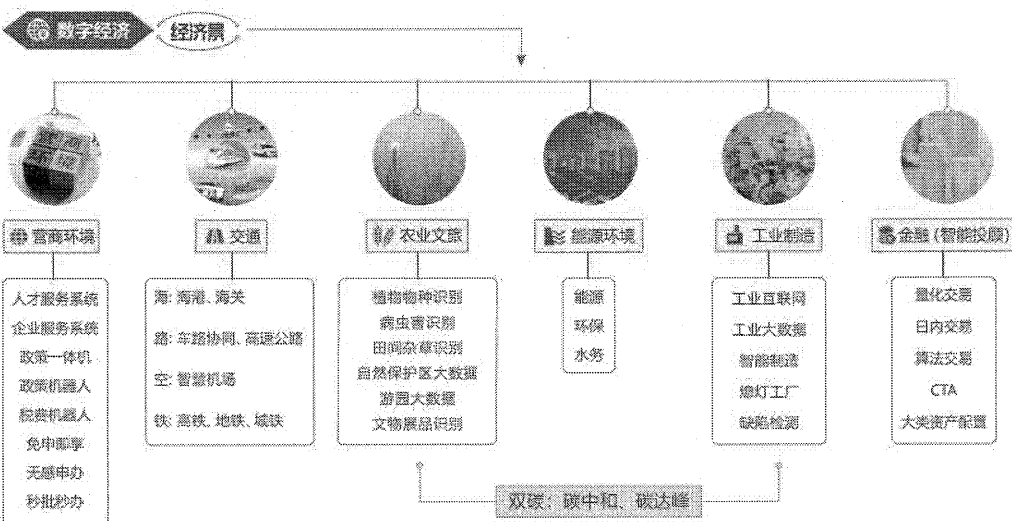 数字经济
经济景
营商环境
人才服务系统
企业服务系统
政策一体机
政策机器人
税费机器人
免申即享
无感申办
秒批秒办
交通
海: 海港、海关
路: 车路协同、高速公路
空: 智慧机场
铁: 高铁、地铁、城铁
农业文旅
植物物种识别
病虫害识别
田间杂草识别
自然保护区大数据
游园大数据
文物展品识别
能源环境
能源
环保
水务
工业制造
工业互联网
工业大数据
智能制造
熄灯工厂
缺陷检测
金融(智能投顾)
量化交易
日内交易
算法交易
CTA
大类资产配置
双碳: 碳中和、碳达峰